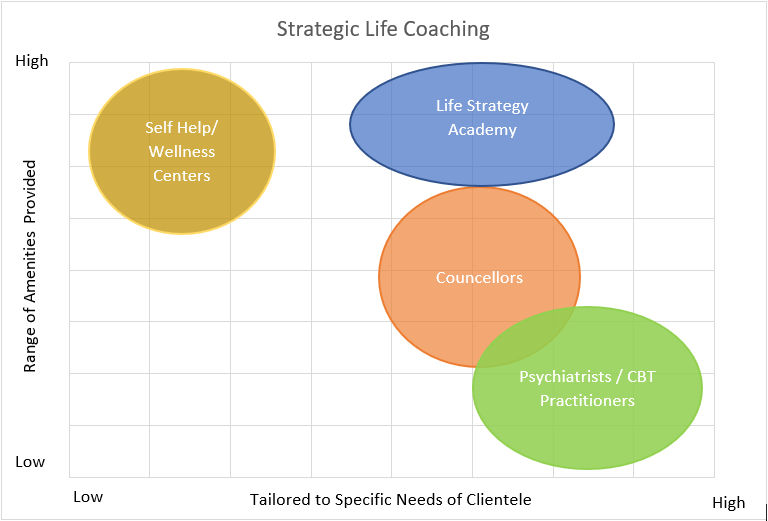 Strategic Life Coaching
High
Self Help/
Wellness
Centers
Life Strategy
Academy
Range of Amenities Provided
Councellors
Psychiatrists / CBT
Practitioners
Low
Low
Tailored to Specific Needs of Clientele
High